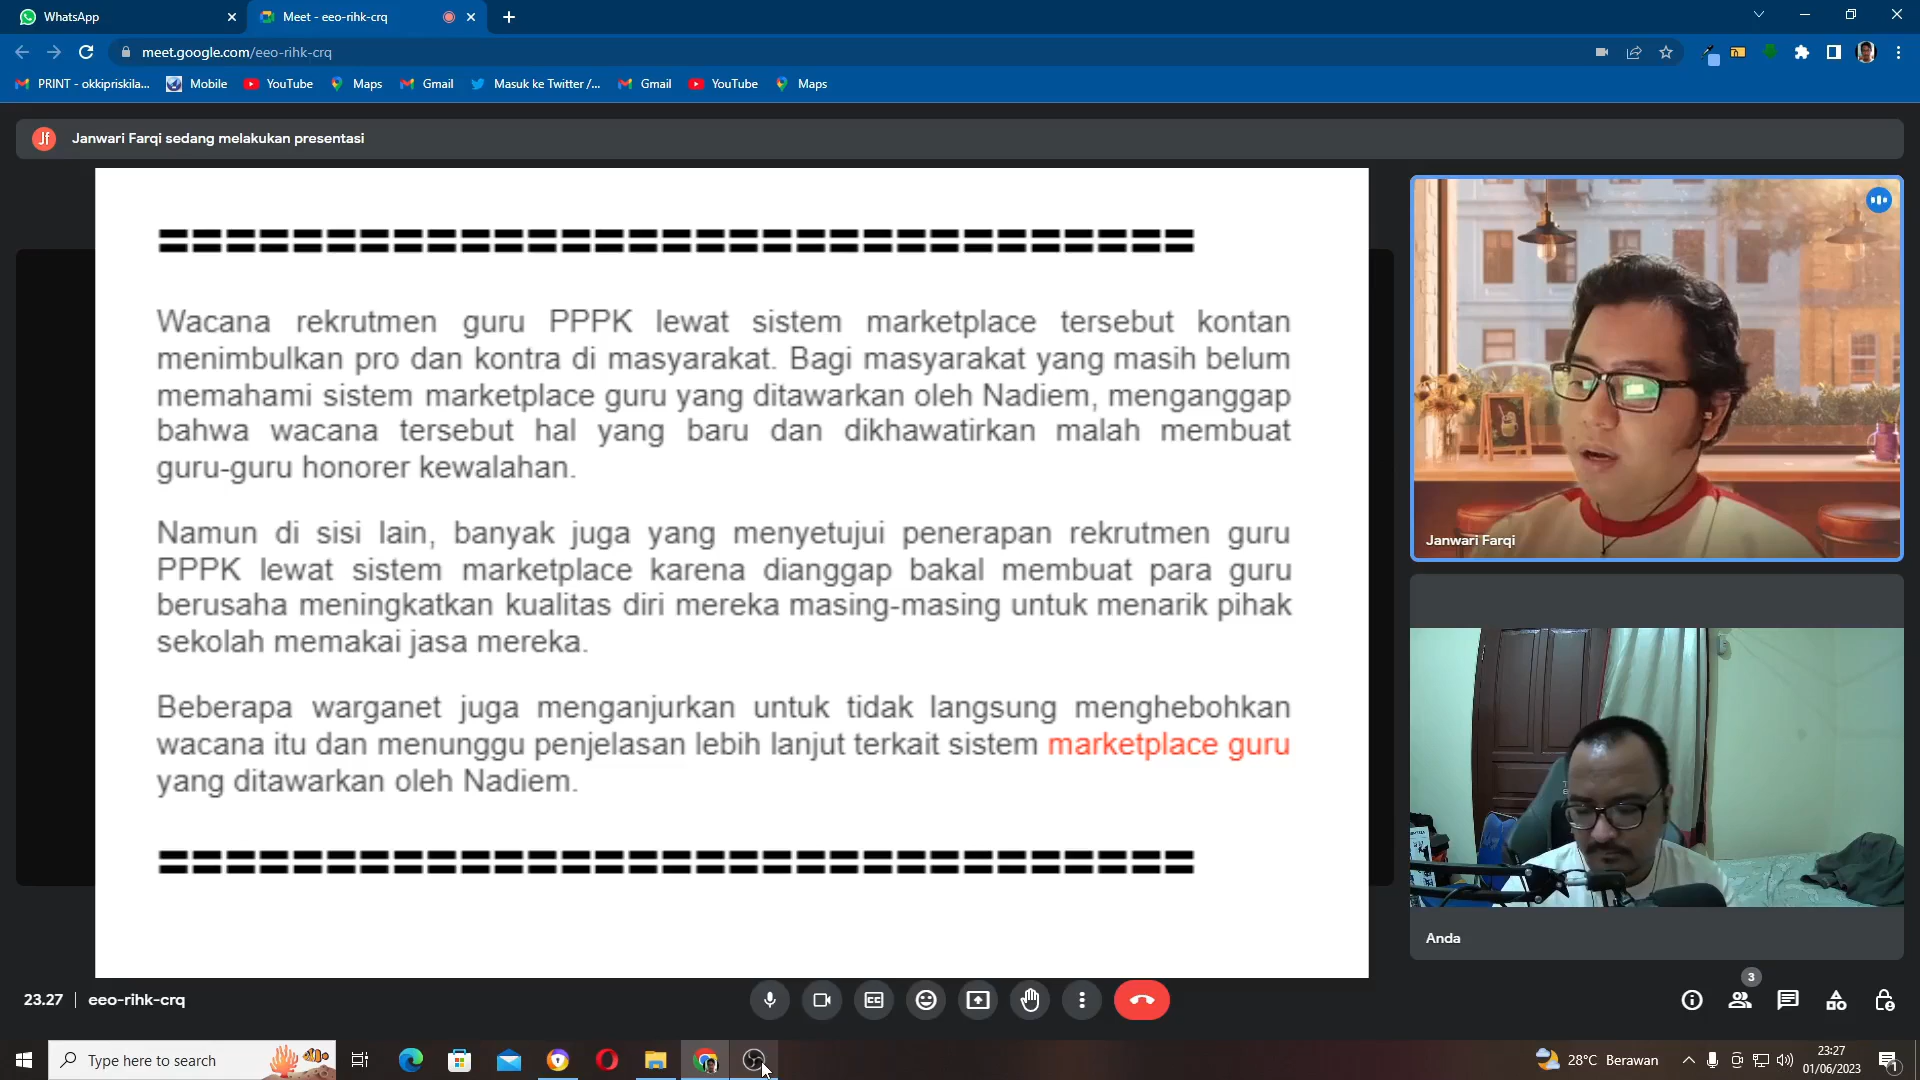 WhatsApp
Meet - eeo-rihk-crq
meet.google.com/eeo-rihk-crq
PRINT - okkipriskila...
Mobile
YouTube
Maps
Gmail
Masuk ke Twitter /...
Gmail
YouTube
Maps
Jf
Janwari Farqi sedang melakukan presentasi
===============================
Wacana rekrutmen guru PPPK lewat sistem marketplace tersebut kontan
menimbulkan pro dan kontra di masyarakat. Bagi masyarakat yang masih belum
memahami sistem marketplace guru yang ditawarkan oleh Nadiem, menganggap
bahwa wacana tersebut hal yang baru dan dikhawatirkan malah membuat
guru-guru honorer kewalahan.
Namun di sisi lain, banyak juga yang menyetujui penerapan rekrutmen guru
PPPK lewat sistem marketplace karena dianggap bakal membuat para guru
berusaha meningkatkan kualitas diri mereka masing-masing untuk menarik pihak
sekolah memakai jasa mereka.
Beberapa warganet juga menganjurkan untuk tidak langsung menghebohkan
wacana itu dan menunggu penjelasan lebih lanjut terkait sistem marketplace guru
yang ditawarkan oleh Nadiem.
===============================
Janwari Farqi
Anda
23.27 | eeo-rihk-crq
3
Type here to search
28°C Berawan
23:27
01/06/2023
1